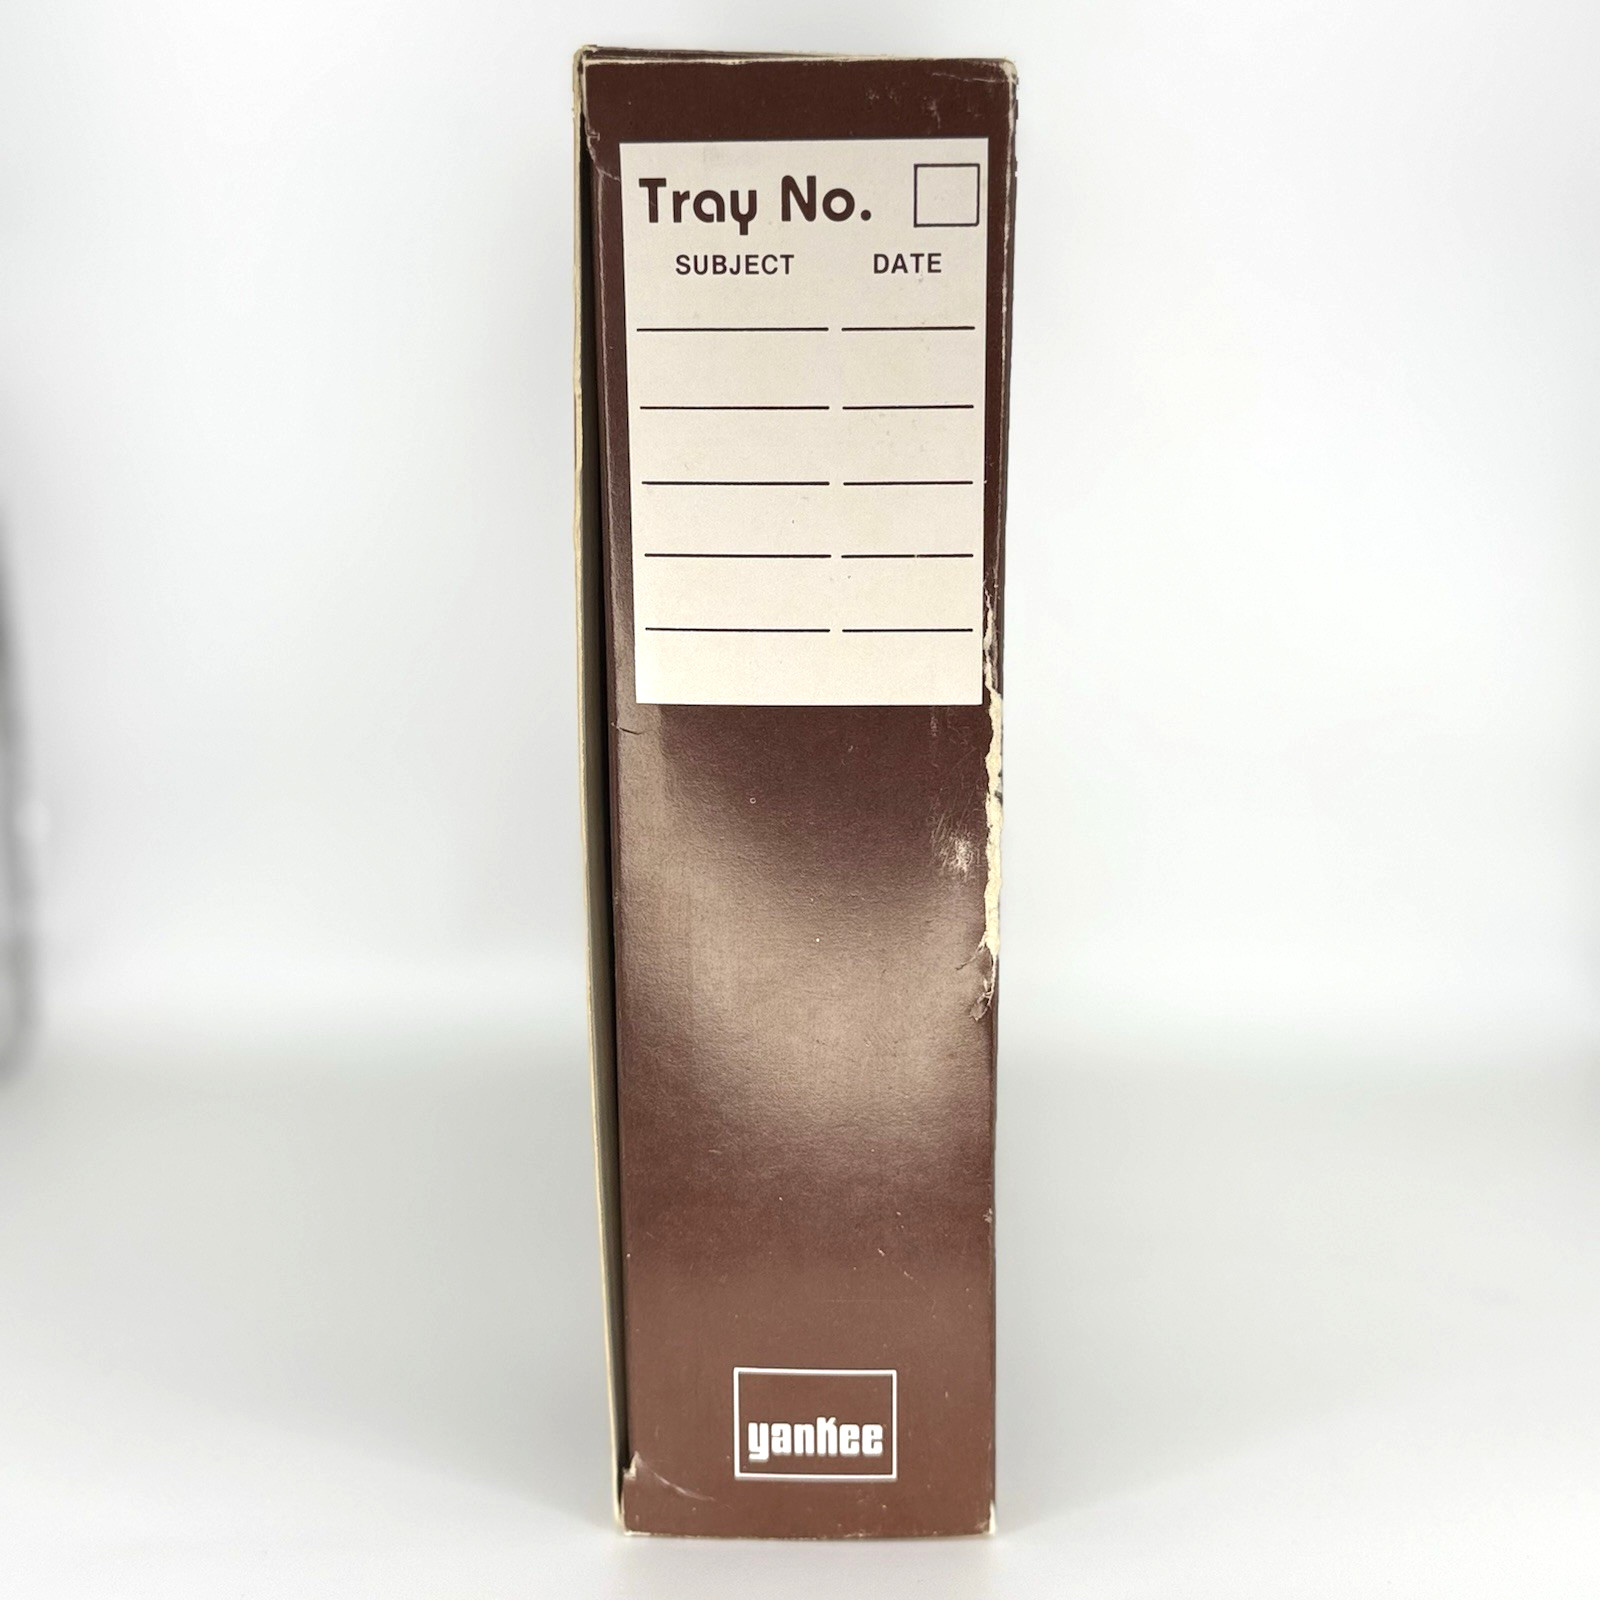 Tray No.
SUBJECT DATE
yankee